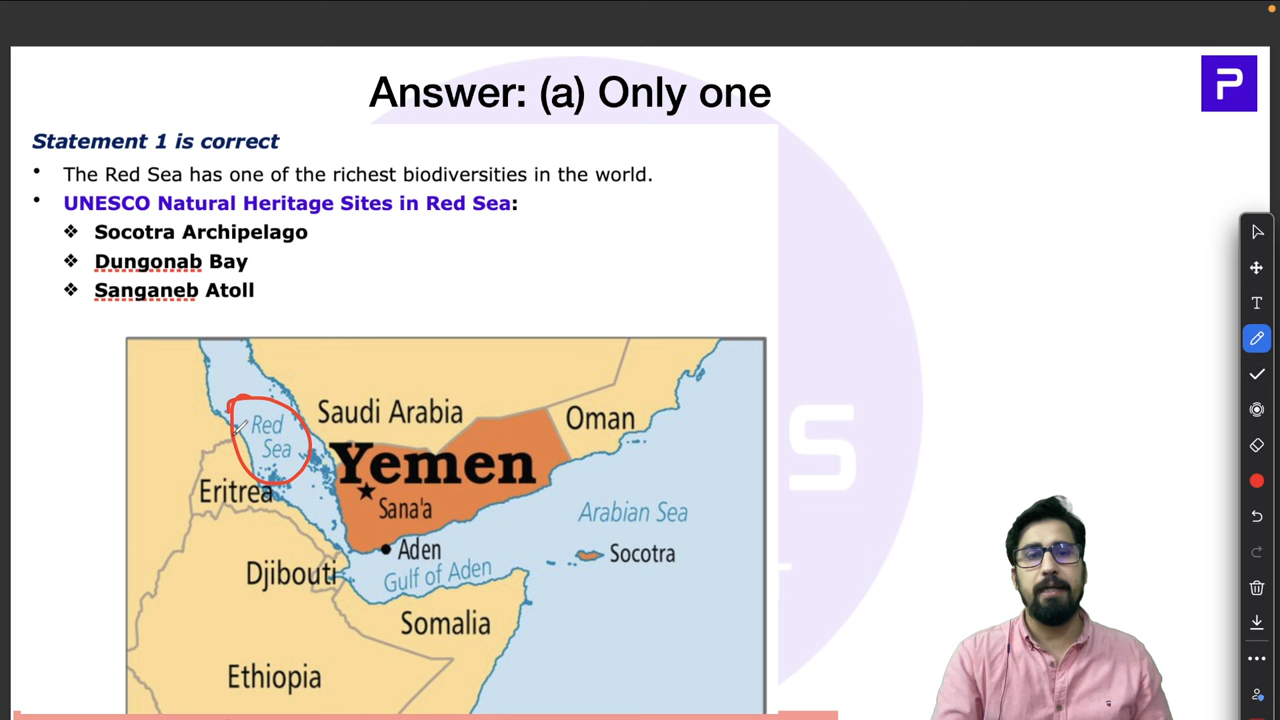 Answer: (a) Only one
P
Statement 1 is correct
• The Red Sea has one of the richest biodiversities in the world.
• UNESCO Natural Heritage Sites in Red Sea:
❖ Socotra Archipelago
❖ Dungonab Bay
❖ Sanganeb Atoll
Red
Sea
Saudi Arabia
Oman
Yemen
Eritrea
Sana'a
Arabian Sea
Aden
Socotra
Djibouti
Gulf of Aden
Somalia
Ethiopia
S
T